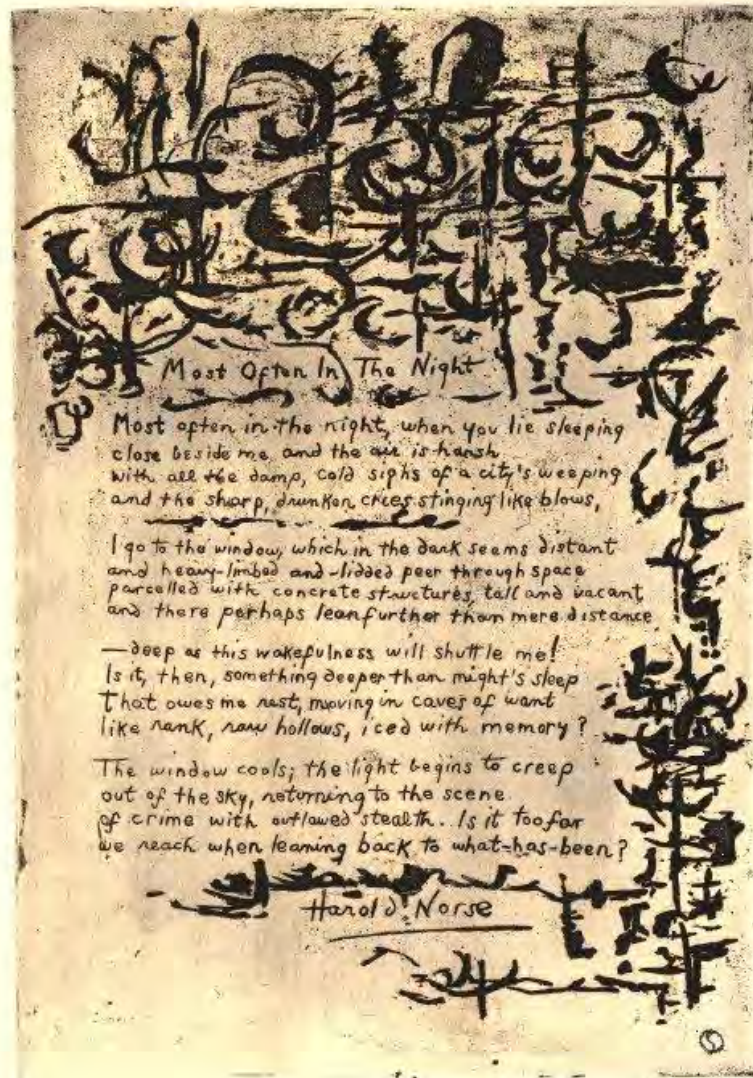 Most Often In The Night
Most often in the night, when you lie sleeping
close beside me and the air is harsh
with all the damp, cold sighs of a city's weeping
and the sharp, drunken cries stinging like blows,
I go to the window, which in the dark seems distant
and heavy-limbed and -lidded peer through space
parcelled with concrete structures, tall and vacant
and there perhaps lean further than mere distance
—deep as this wakefulness will shuttle me!
Is it, then, something deeper than might's sleep
that owes me rest, moving in caves of want
like rank, raw hollows, iced with memory?
The window cools; the light begins to creep
out of the sky, returning to the scene
of crime with outlawed stealth. Is it too far
we reach when leaning back to what-has-been?
Harold Norse